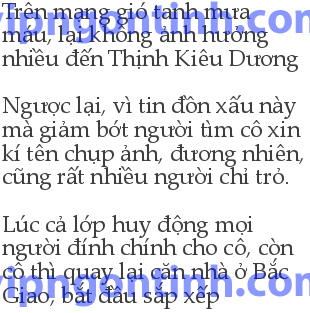 Trên mạng gió tanh mưa
máu, lại không ảnh hưởng
nhiều đến Thịnh Kiêu Dương
Ngược lại, vì tin đồn xấu này
mà giảm bớt người tìm cô xin
kí tên chụp ảnh, đương nhiên,
cũng rất nhiều người chỉ trỏ.
Lúc cả lớp huy động mọi
người đính chính cho cô, còn
cô thì quay lại căn nhà ở Bắc
Giao, bắt đầu sắp xếp